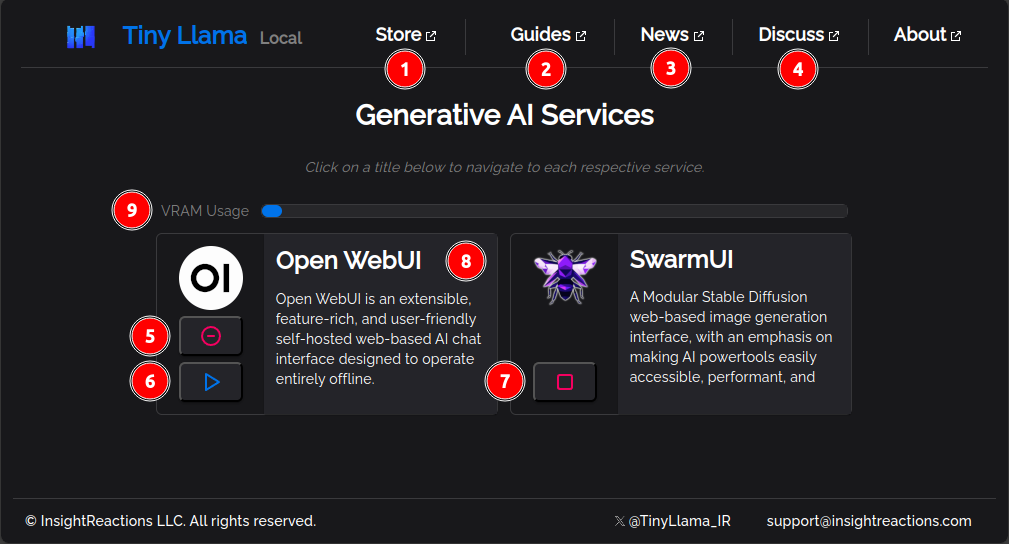 Tiny Llama Local
Store Guides News Discuss About
1 2 3 4
Generative AI Services
Click on a title below to navigate to each respective service.
9 VRAM Usage
OI
Open WebUI 8
Open WebUI is an extensible,
feature-rich, and user-friendly
self-hosted web-based AI chat
interface designed to operate
entirely offline.
5
6
SwarmUI
A Modular Stable Diffusion
web-based image generation
interface, with an emphasis on
making AI powertools easily
accessible, performant, and
7
© InsightReactions LLC. All rights reserved.
X @TinyLlama_IR support@insightreactions.com